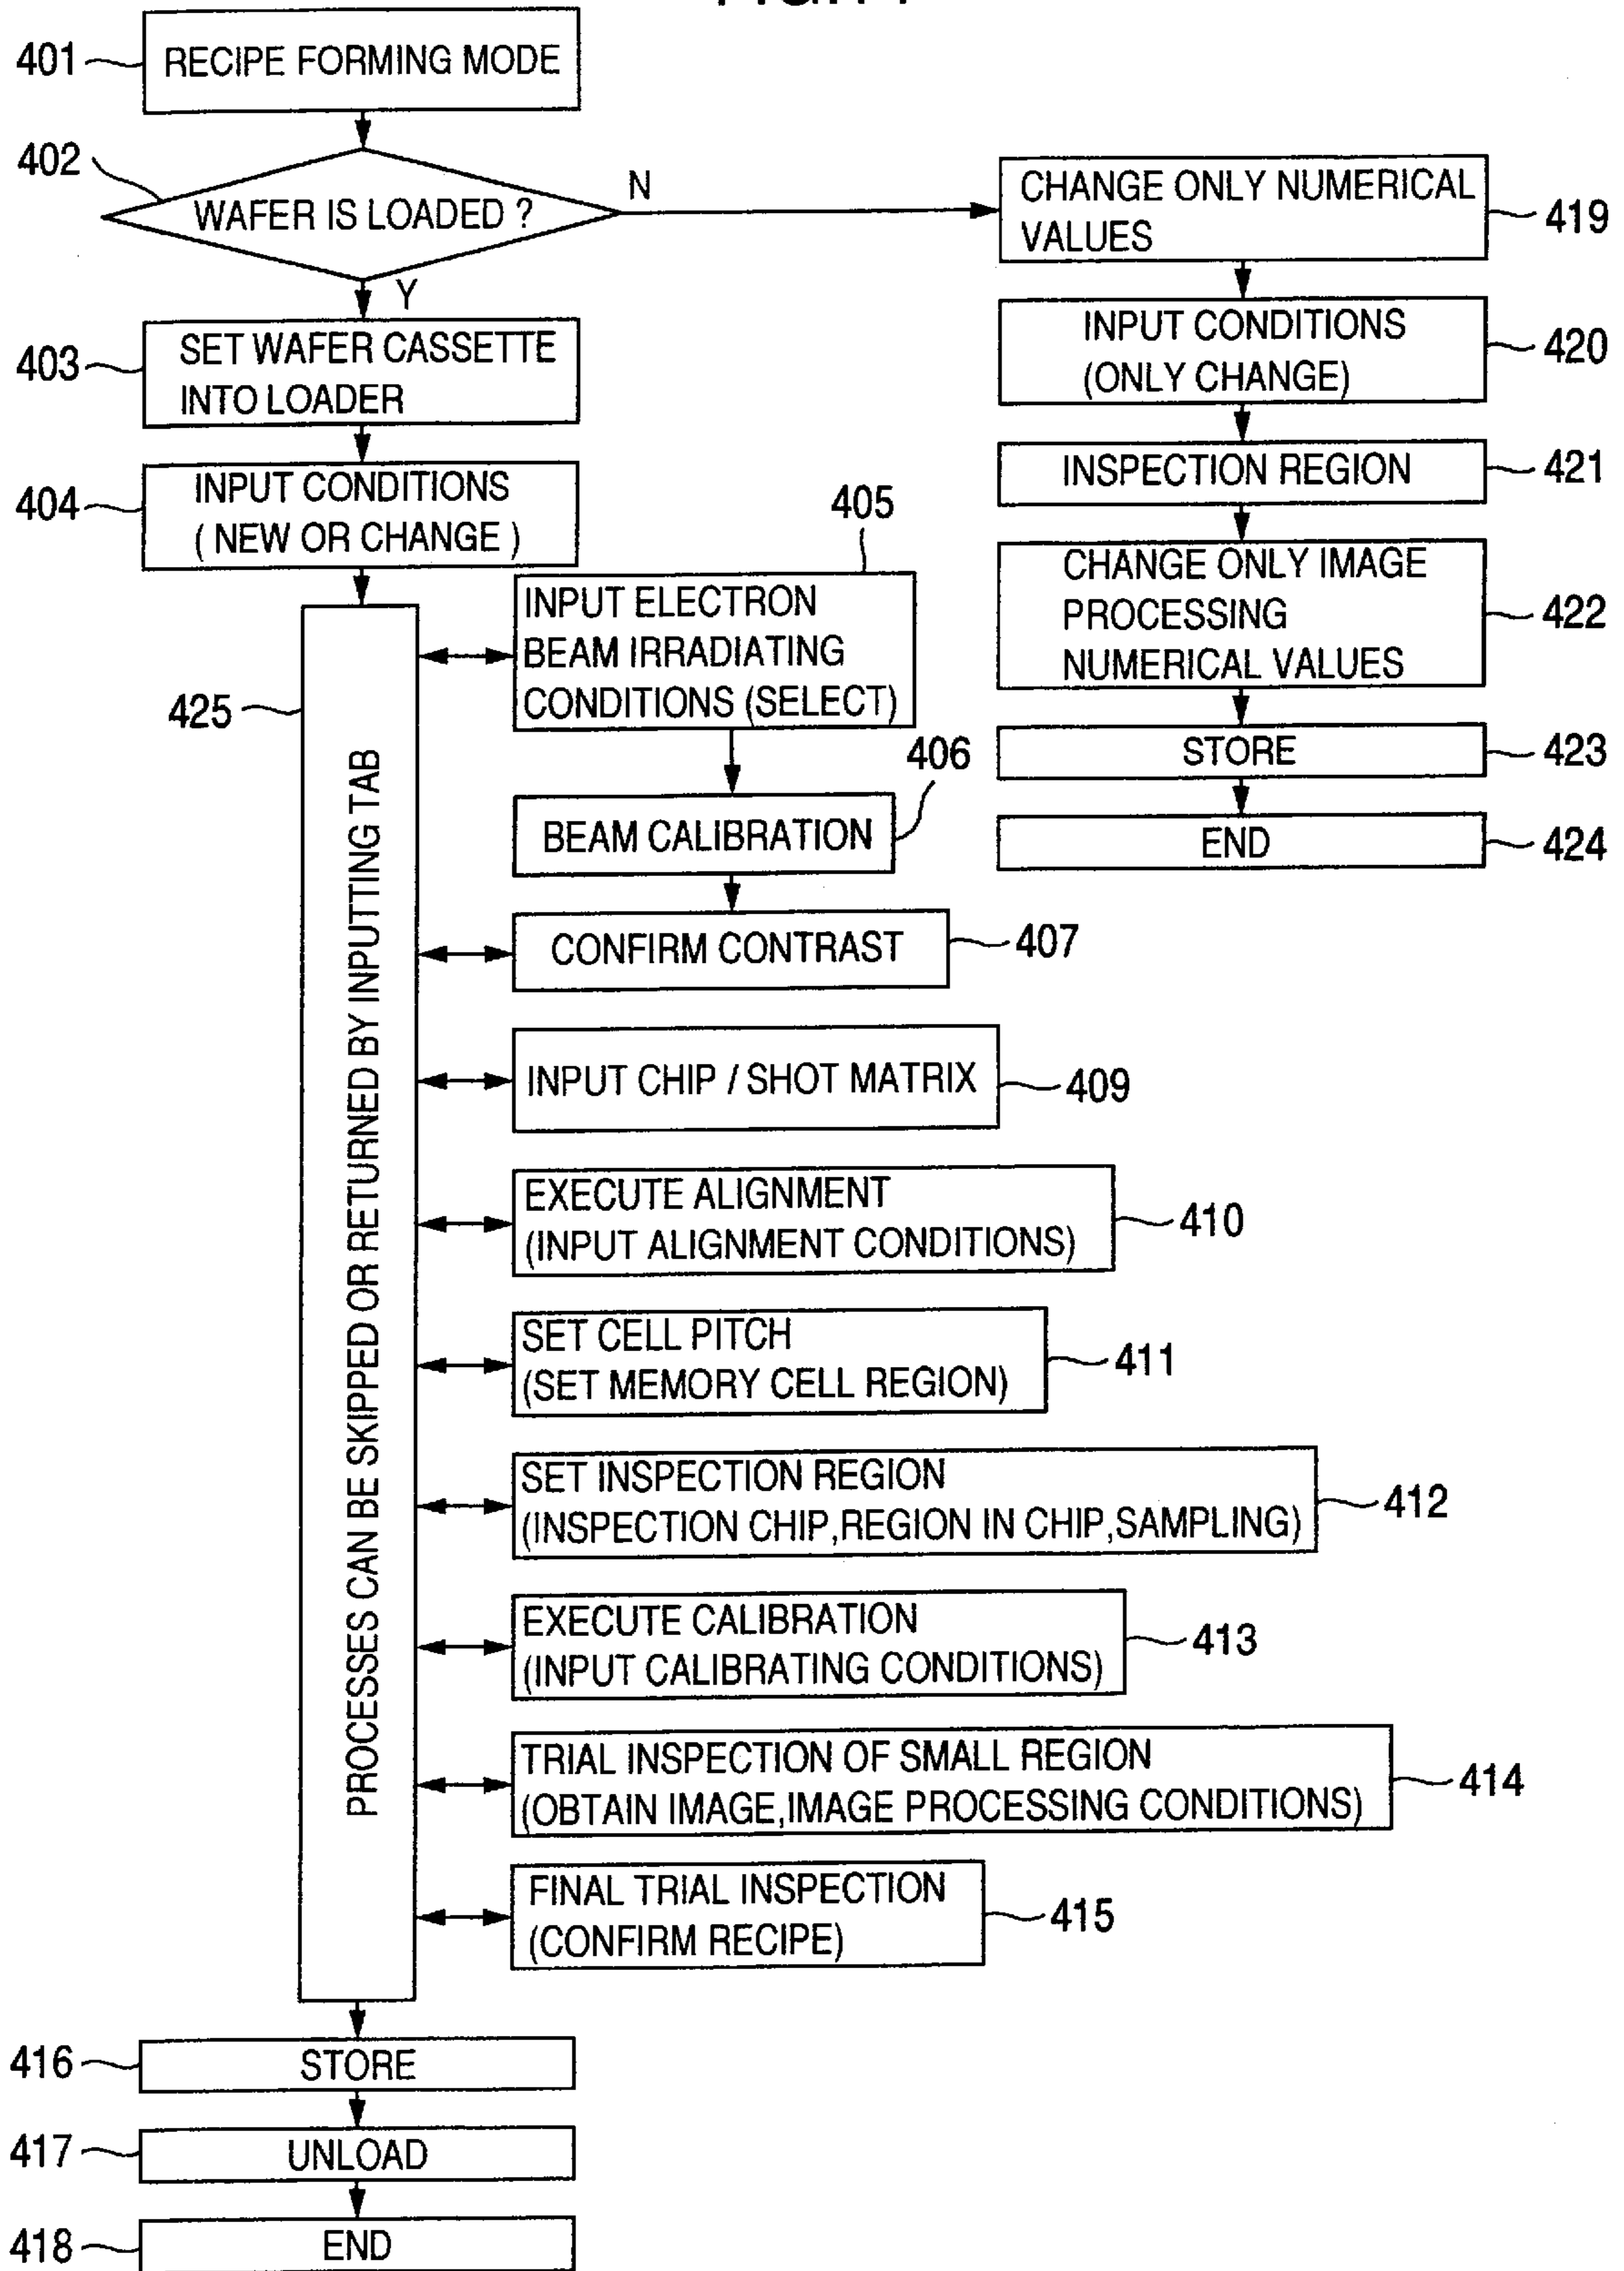 401
RECIPE FORMING MODE
402
WAFER IS LOADED ?
N
Y
403
SET WAFER CASSETTE
INTO LOADER
404
INPUT CONDITIONS
( NEW OR CHANGE )
425
PROCESSES CAN BE SKIPPED OR RETURNED BY INPUTTING TAB
405
INPUT ELECTRON
BEAM IRRADIATING
CONDITIONS (SELECT)
406
BEAM CALIBRATION
CONFIRM CONTRAST
407
INPUT CHIP / SHOT MATRIX
409
EXECUTE ALIGNMENT
(INPUT ALIGNMENT CONDITIONS)
410
SET CELL PITCH
(SET MEMORY CELL REGION)
411
SET INSPECTION REGION
(INSPECTION CHIP,REGION IN CHIP,SAMPLING)
412
EXECUTE CALIBRATION
(INPUT CALIBRATING CONDITIONS)
413
TRIAL INSPECTION OF SMALL REGION
(OBTAIN IMAGE,IMAGE PROCESSING CONDITIONS)
414
FINAL TRIAL INSPECTION
(CONFIRM RECIPE)
415
416
STORE
417
UNLOAD
418
END
CHANGE ONLY NUMERICAL
VALUES
419
INPUT CONDITIONS
(ONLY CHANGE)
420
INSPECTION REGION
421
CHANGE ONLY IMAGE
PROCESSING
NUMERICAL VALUES
422
STORE
423
END
424